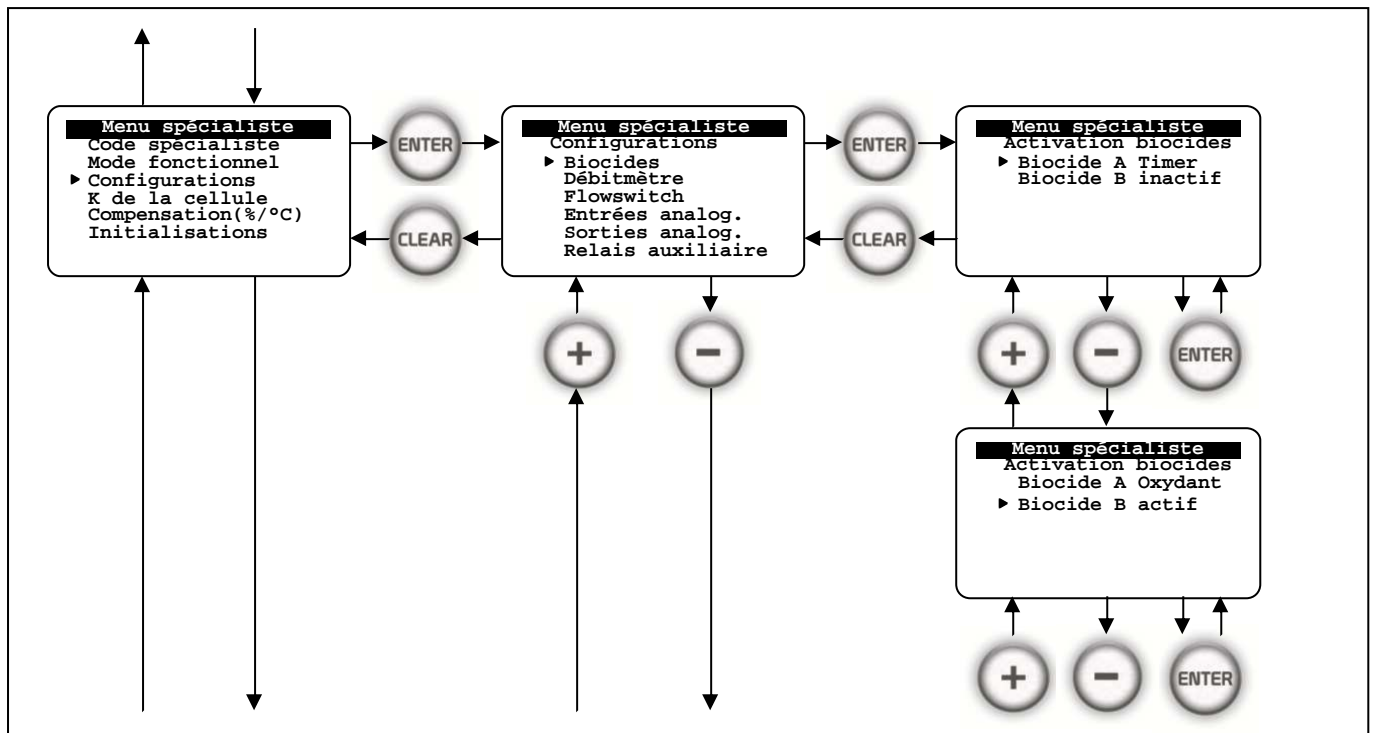 Menu spécialiste
Code spécialiste
Mode fonctionnel
Configurations
K de la cellule
Compensation(%/°C)
Initialisations
ENTER
CLEAR
Menu spécialiste
Configurations
Biocides
Débitmètre
Flowswitch
Entrées analog.
Sorties analog.
Relais auxiliaire
ENTER
CLEAR
Menu spécialiste
Activation biocides
Biocide A Timer
Biocide B inactif
+
-
+
-
ENTER
Menu spécialiste
Activation biocides
Biocide A Oxydant
Biocide B actif
+
-
ENTER